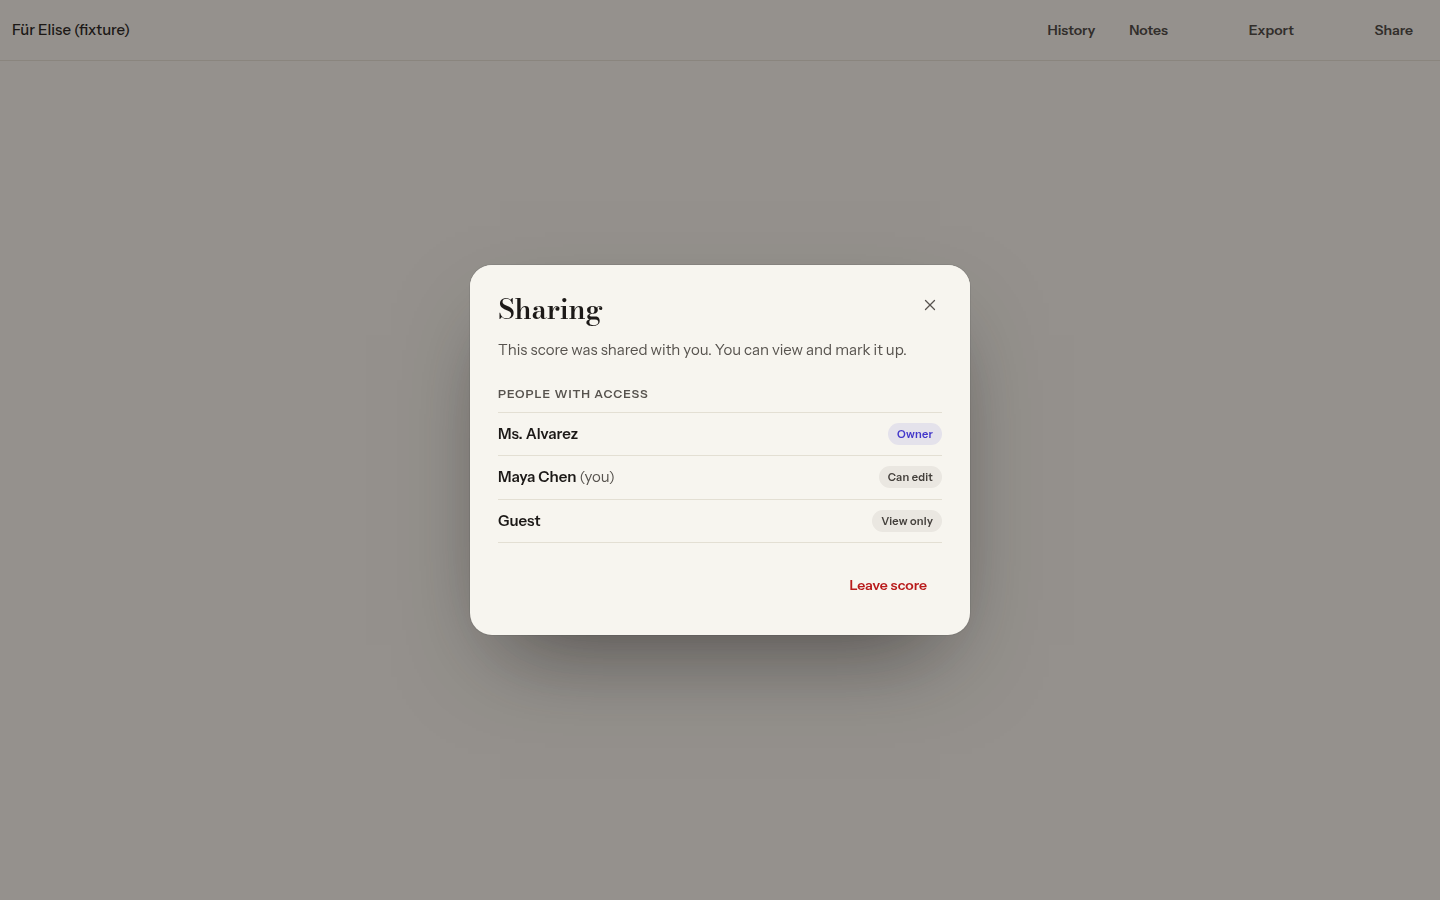 Für Elise (fixture) History Notes Export Share
Sharing
This score was shared with you. You can view and mark it up.
PEOPLE WITH ACCESS
Ms. Alvarez Owner
Maya Chen (you) Can edit
Guest View only
Leave score